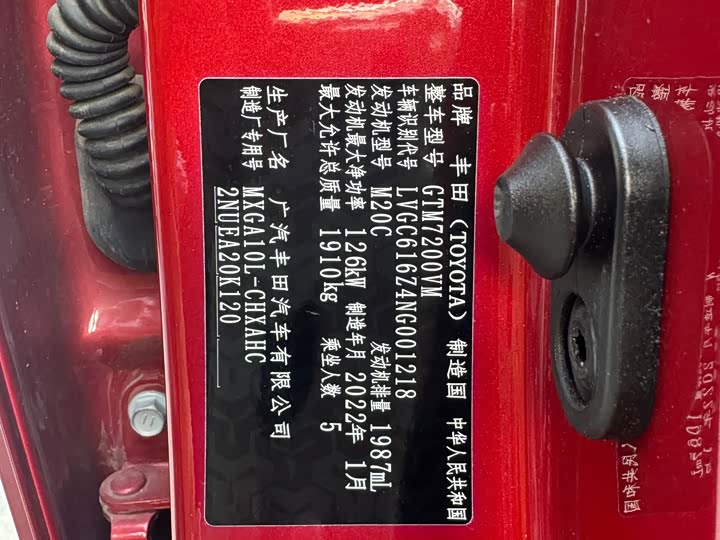 品牌 丰田（TOYOTA） 制造国 中华人民共和国
整车型号 GTM7200VM
车辆识别代号 LVGC616Z4NG001218
发动机型号 M20C 发动机排量 1987mL
发动机最大净功率 126kW 制造年月 2022年 1月
最大允许总质量 1910kg 乘坐人数 5
生产厂名 广汽丰田汽车有限公司
制造厂专用号 MXGA10L-CHXAHC
2NUEA20K120